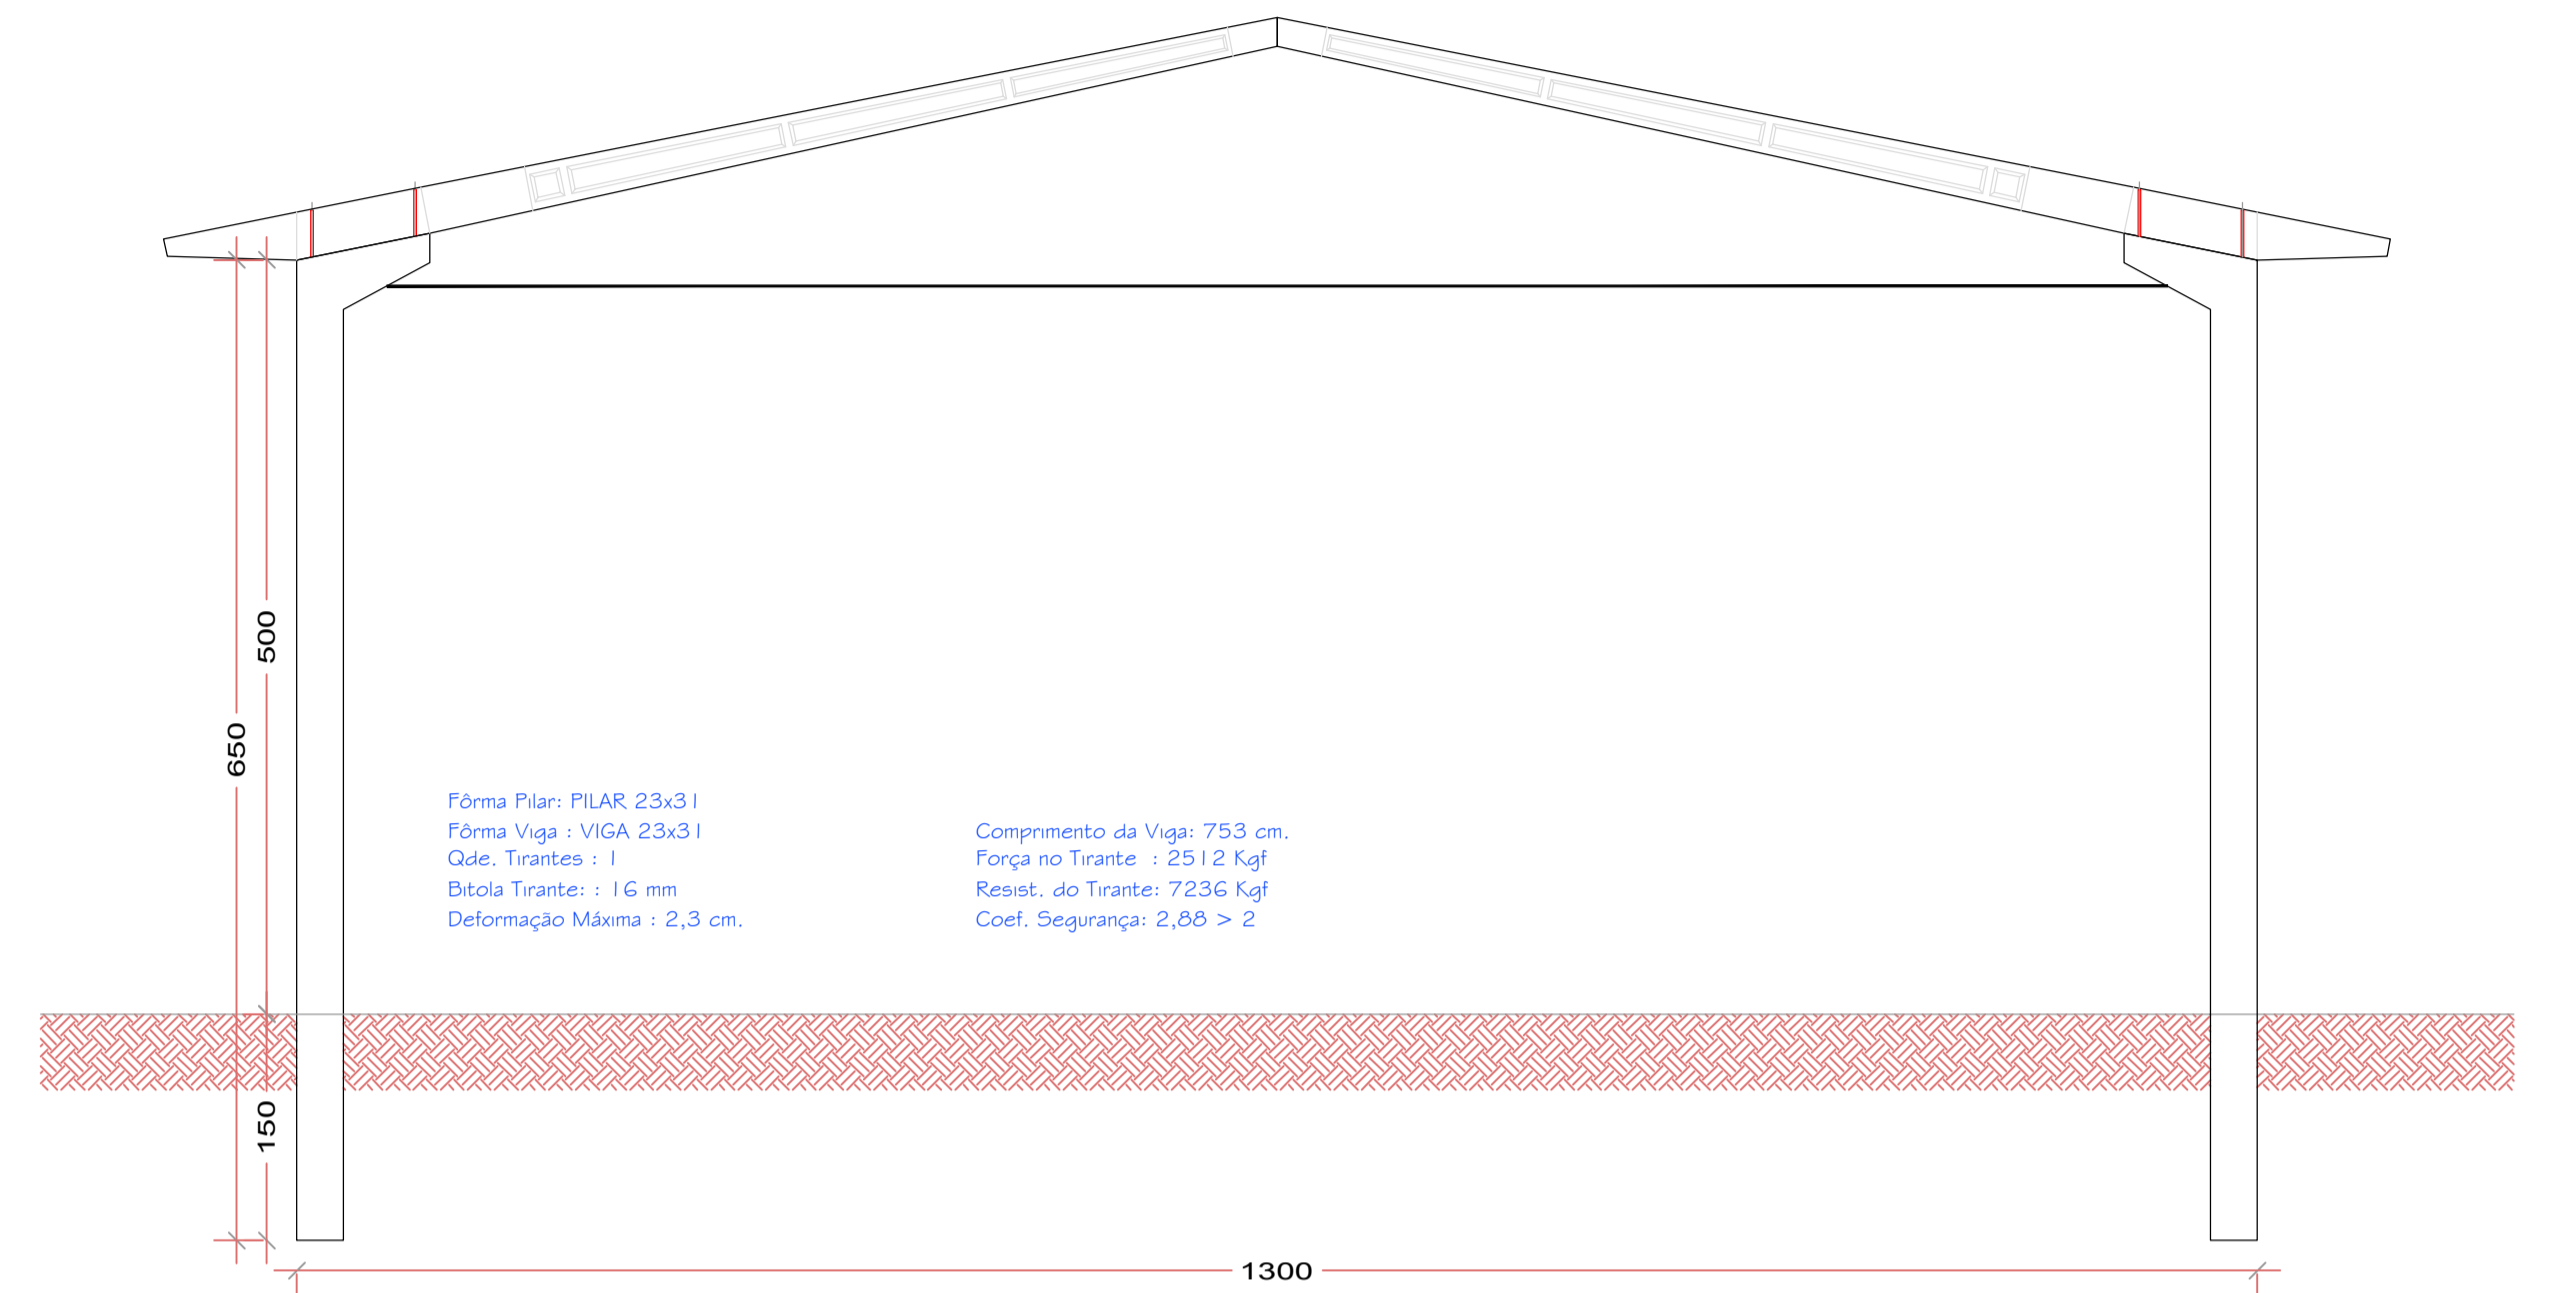 500
650
Fôrma Pilar: PILAR 23x31
Fôrma Viga : VIGA 23x31
Qde. Tirantes : 1
Bitola Tirante: : 16 mm
Deformação Máxima : 2,3 cm.
Comprimento da Viga: 753 cm.
Força no Tirante : 2512 Kgf
Resist. do Tirante: 7236 Kgf
Coef. Segurança: 2,88 > 2
150
1300